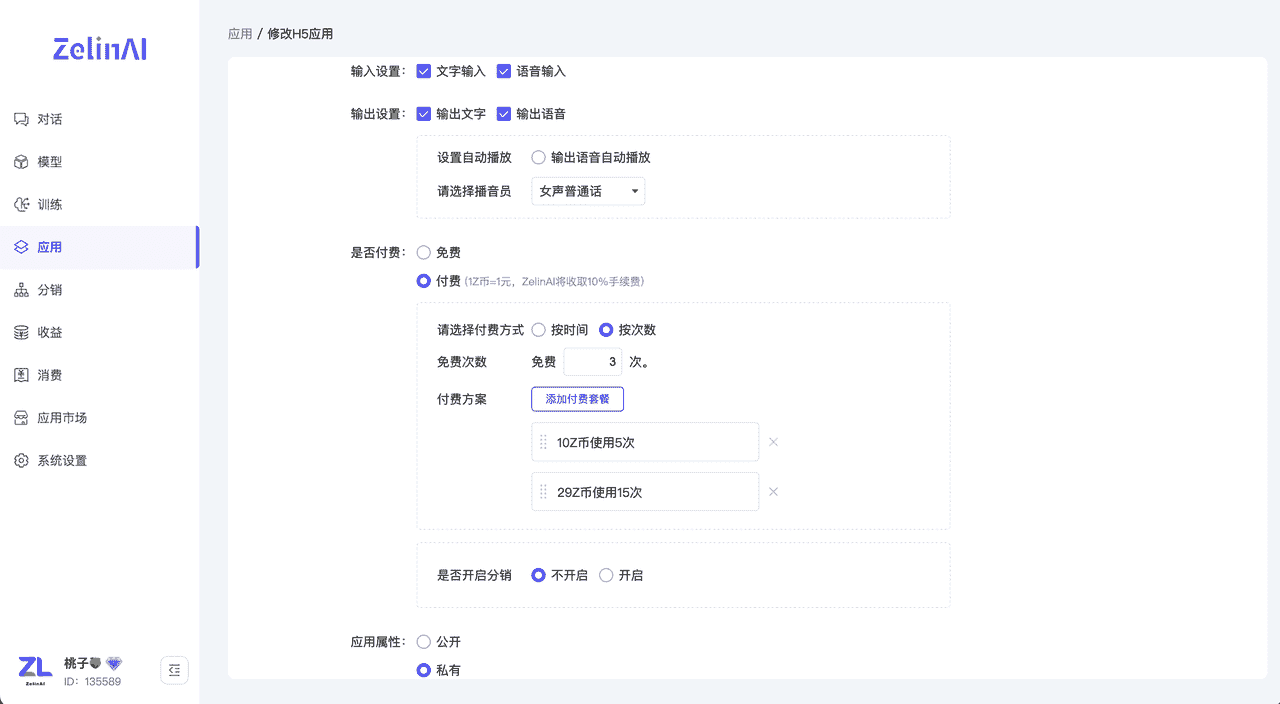 ZelinAI
对话
模型
训练
应用
分销
收益
消费
应用市场
系统设置
ZL
ZelinAI
桃子
ID：135589
应用 / 修改H5应用
输入设置： 文字输入 语音输入
输出设置： 输出文字 输出语音
设置自动播放 输出语音自动播放
请选择播音员 女声普通话
是否付费： 免费
付费 (1Z币=1元，ZelinAI将收取10%手续费)
请选择付费方式 按时间 按次数
免费次数 免费 3 次。
付费方案 添加付费套餐
10Z币使用5次
29Z币使用15次
是否开启分销 不开启 开启
应用属性： 公开
私有